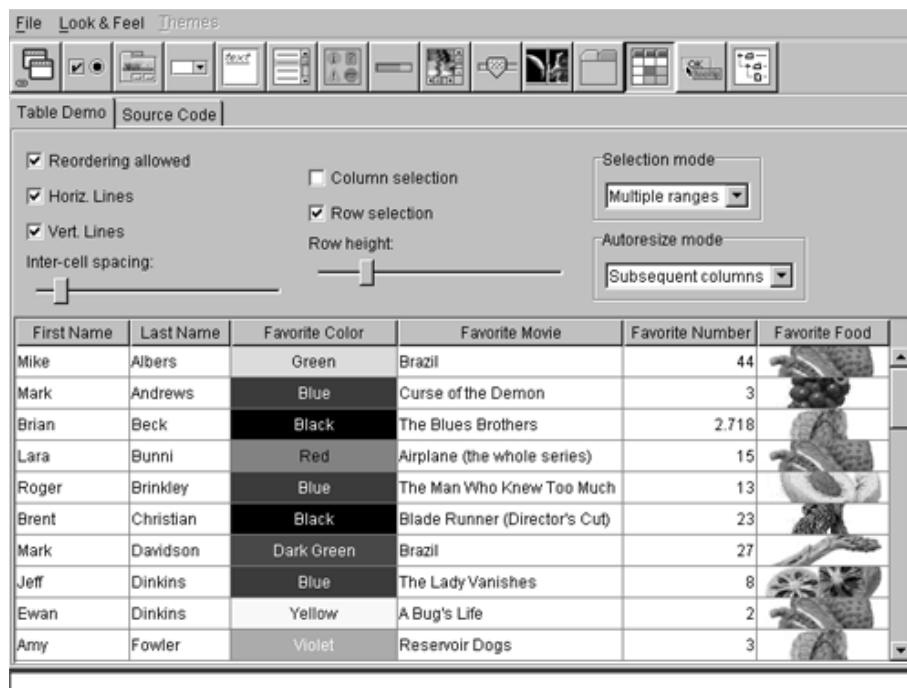 File Look & Feel Themes
text
OK
Table Demo Source Code
Reordering allowed
Horiz. Lines
Vert. Lines
Inter-cell spacing:
Column selection
Row selection
Row height:
Selection mode
Multiple ranges
Autoresize mode
Subsequent columns
First Name Last Name Favorite Color Favorite Movie Favorite Number Favorite Food
Mike Albers Green Brazil 44
Mark Andrews Blue Curse of the Demon 3
Brian Beck Black The Blues Brothers 2.718
Lara Bunni Red Airplane (the whole series) 15
Roger Brinkley Blue The Man Who Knew Too Much 13
Brent Christian Black Blade Runner (Director's Cut) 23
Mark Davidson Dark Green Brazil 27
Jeff Dinkins Blue The Lady Vanishes 8
Ewan Dinkins Yellow A Bug's Life 2
Amy Fowler Violet Reservoir Dogs 3